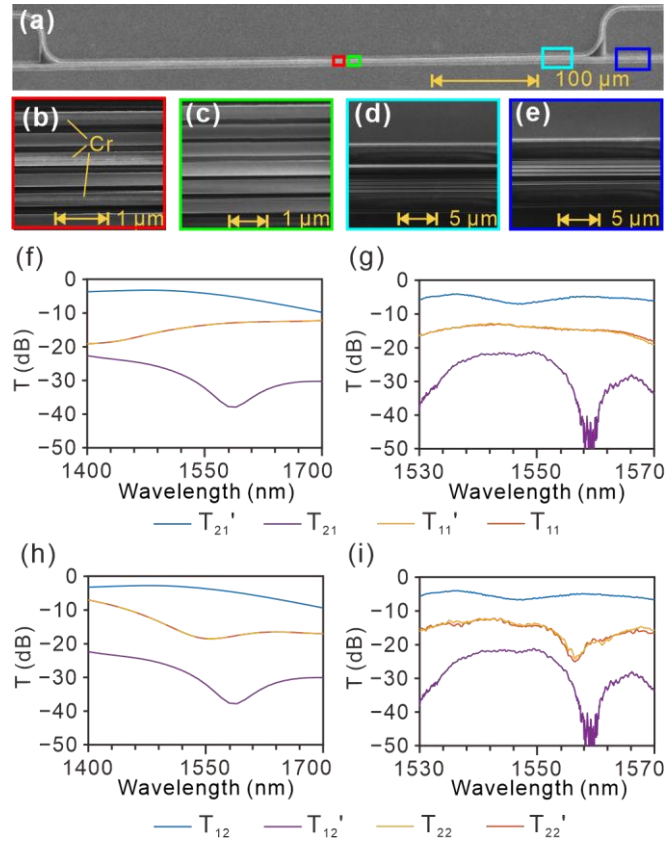 (a)
100 μm
(b) (c) (d) (e)
Cr
1 μm 1 μm 5 μm 5 μm
(f) (g)
0 0
−10 −10
−20 −20
−30 −30
−40 −40
−50 −50
T (dB) T (dB)
1400 1550 1700 1530 1550 1570
Wavelength (nm) Wavelength (nm)
T21' T21 T11' T11
(h) (i)
0 0
−10 −10
−20 −20
−30 −30
−40 −40
−50 −50
T (dB) T (dB)
1400 1550 1700 1530 1550 1570
Wavelength (nm) Wavelength (nm)
T12 T12' T22 T22'